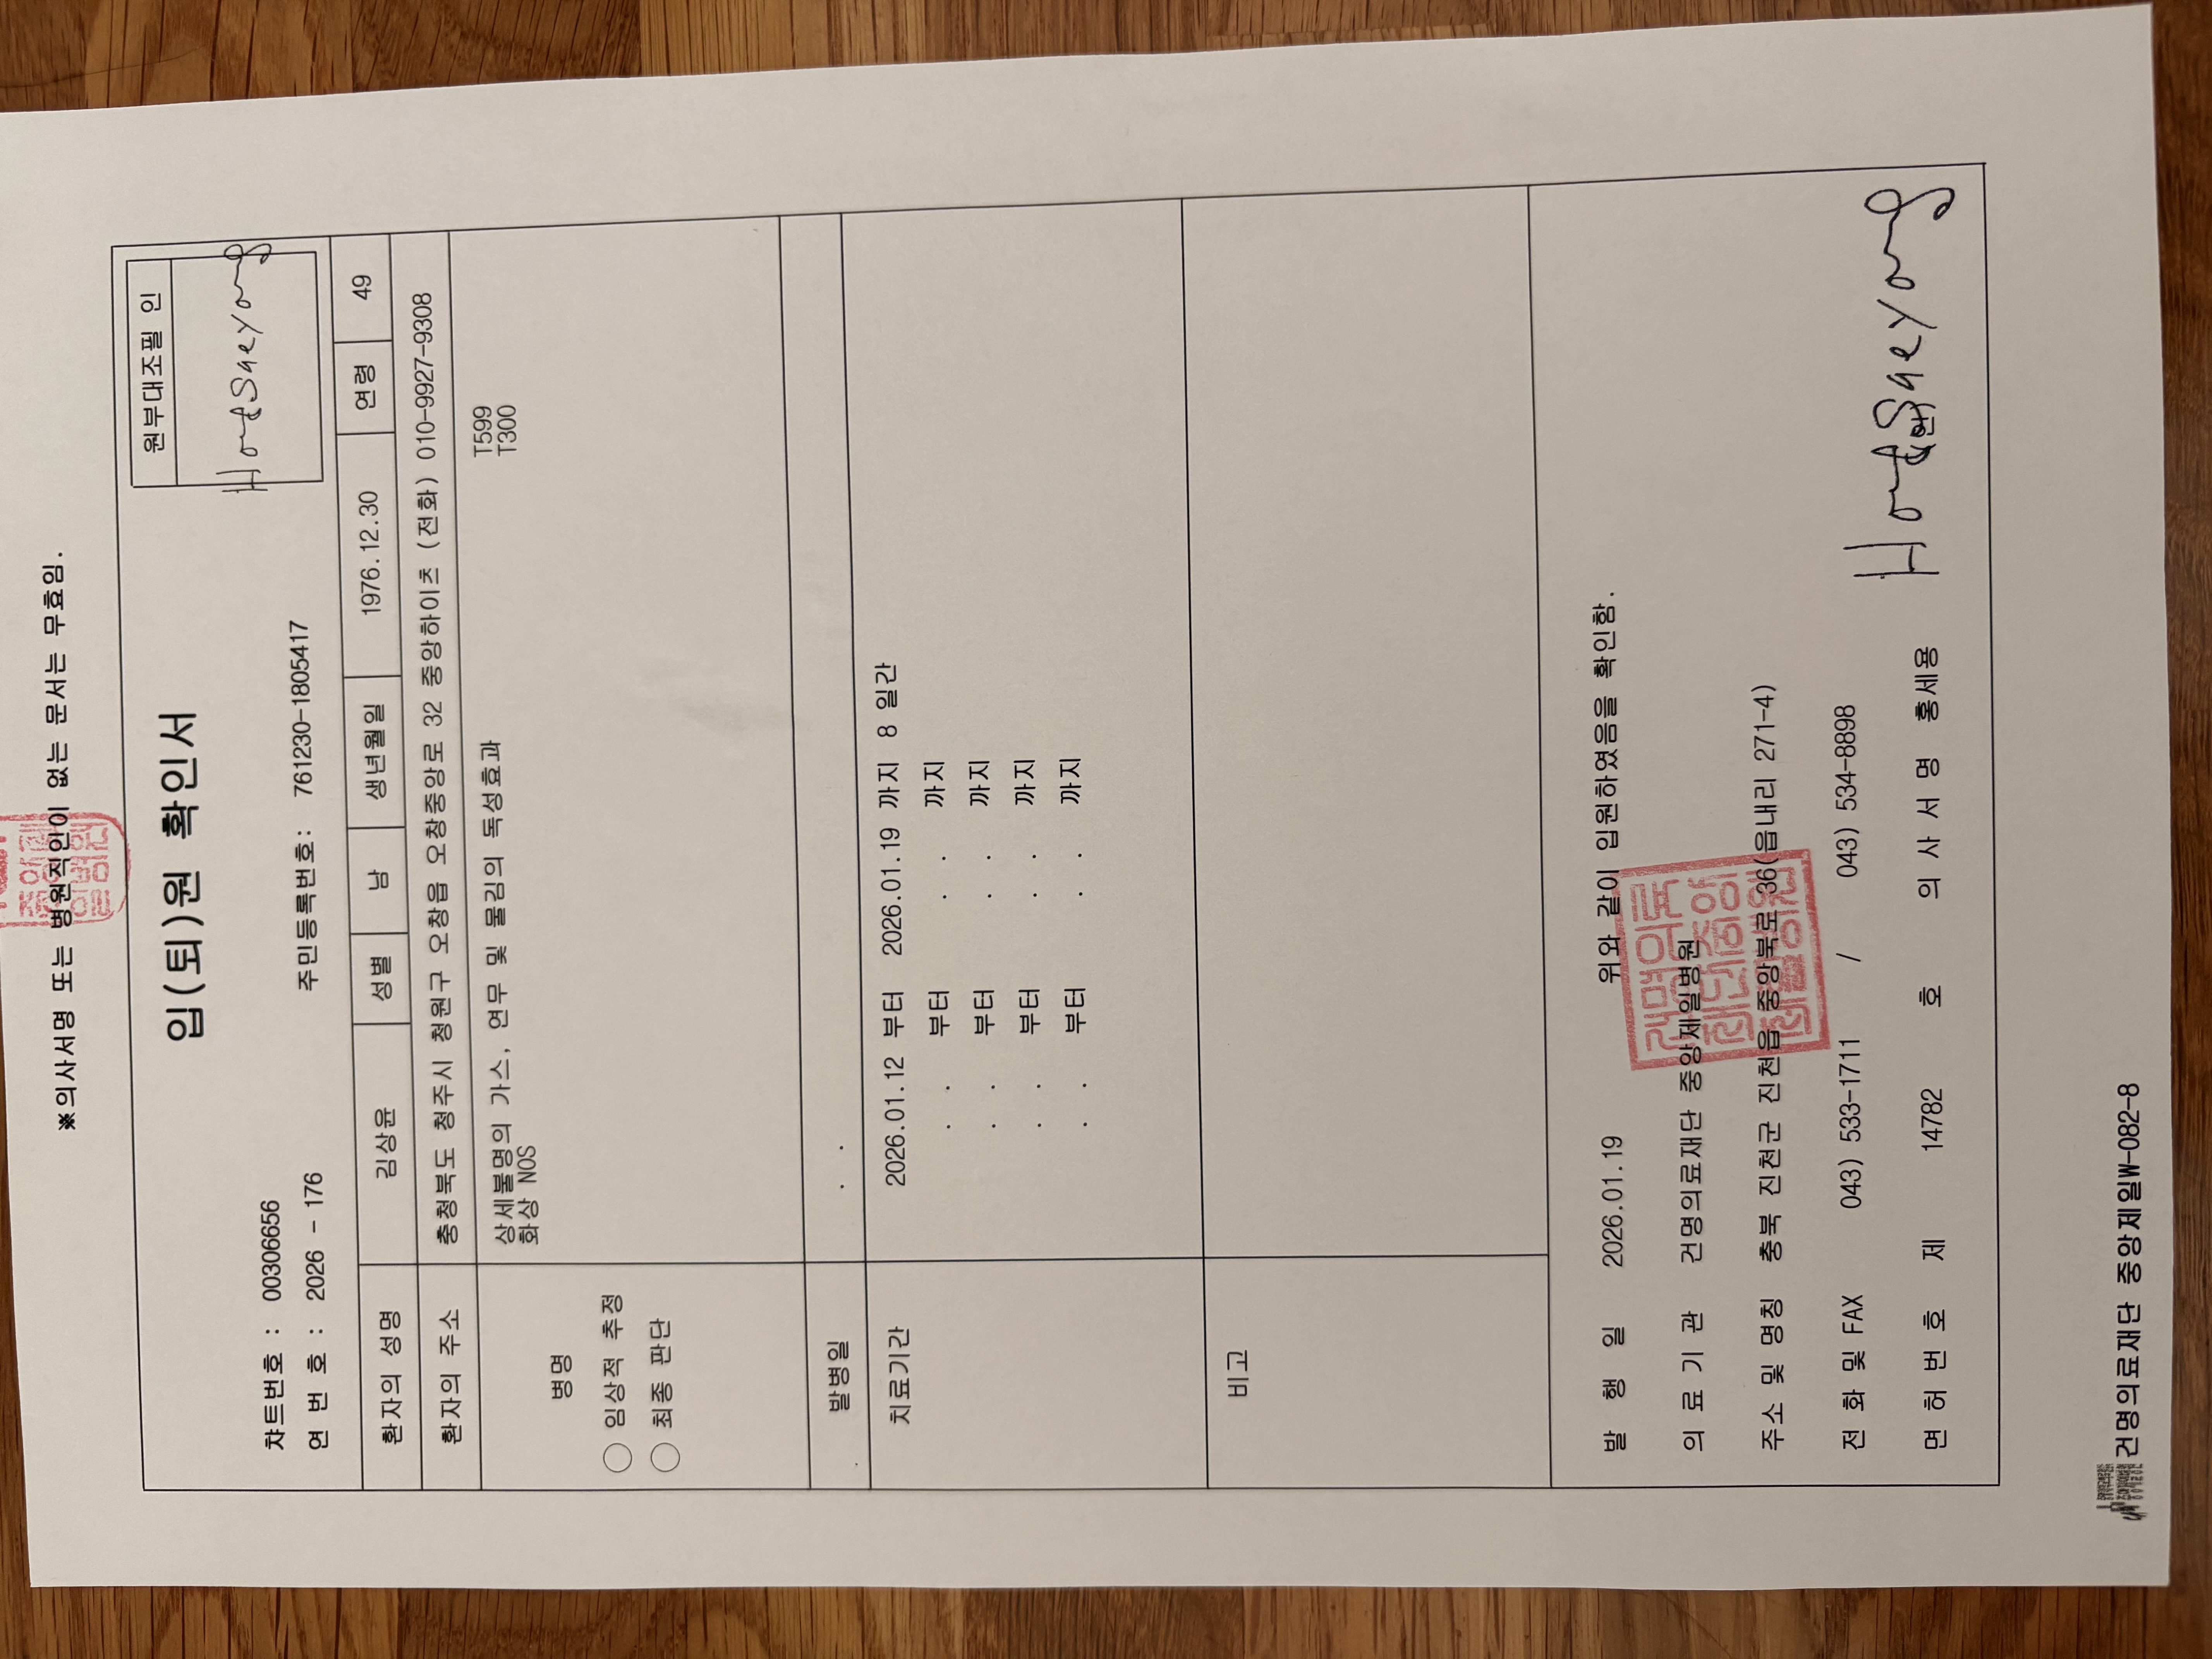 ※의사서명 또는 병원직인이 없는 문서는 무효임.
원부대조필 인
입(퇴)원 확인서
HongSaeyong
차트번호 : 00306656
연 번 호 : 2026 - 176 주민등록번호: 761230-1805417
환자의 성명 김상윤 성별 남 생년월일 1976.12.30 연령 49
환자의 주소 충청북도 청주시 청원구 오창읍 오창중앙로 32 중앙하이츠 (전화) 010-9927-9308
병명
○ 임상적 추정
○ 최종 판단
상세불명의 가스, 연무 및 물김의 독성효과 T599
화상 NOS T300
발병일 . .
치료기간 2026.01.12 부터 2026.01.19 까지 8 일간
. . 부터 . . 까지
. . 부터 . . 까지
. . 부터 . . 까지
. . 부터 . . 까지
비고
발 행 일 2026.01.19 위와 같이 입원하였음을 확인함.
의 료 기 관 건명의료재단 중앙제일병원
주소 및 명칭 충북 진천군 진천읍 중앙북로 36(읍내리 271-4)
전 화 및 FAX 043) 533-1711 / 043) 534-8898
면 허 번 호 제 14782 호 의 사 서 명 홍세용 (인)
HongSaeyong
건명의료재단 중앙제일W-082-8